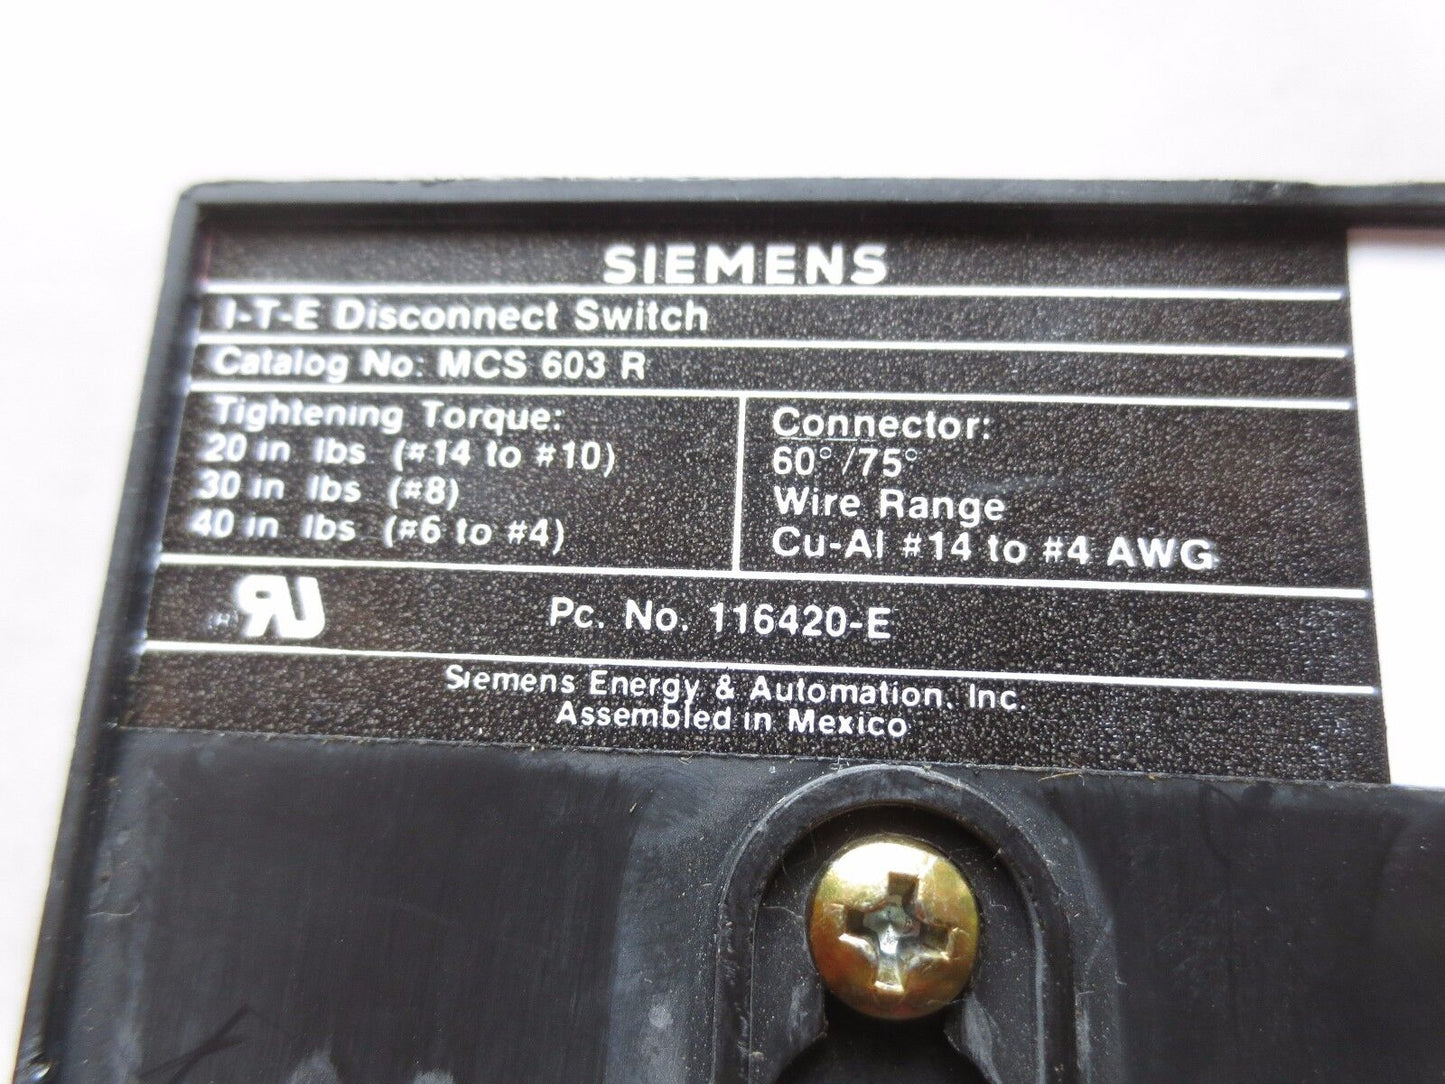 SIEMENS
I-T-E Disconnect Switch
Catalog No: MCS 603 R
Tightening Torque:
20 in lbs (#14 to #10)
30 in lbs (#8)
40 in lbs (#6 to #4)
Connector:
60° /75°
Wire Range
Cu-Al #14 to #4 AWG
RU
Pc. No. 116420-E
Siemens Energy & Automation, Inc.
Assembled in Mexico